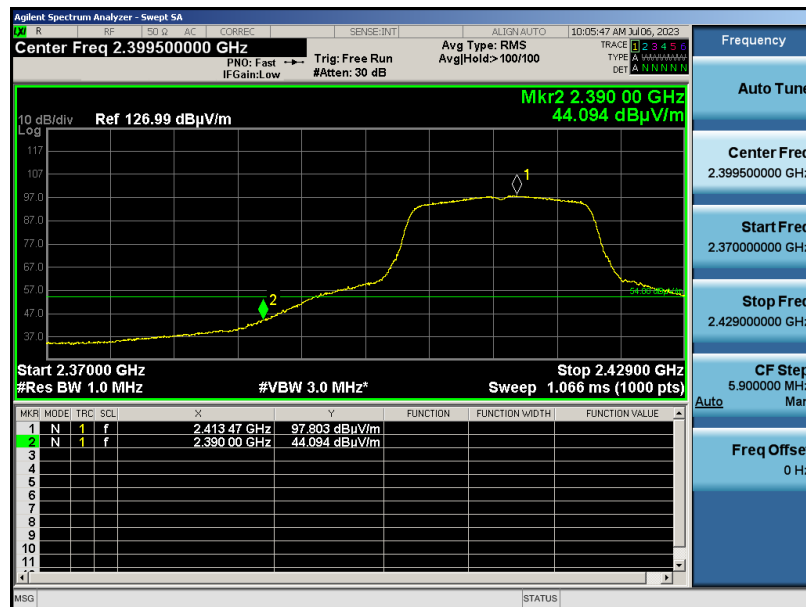 Agilent Spectrum Analyzer - Swept SA
LXI R RF 50 Ω AC CORREC SENSE:INT ALIGN AUTO 10:05:47 AM Jul 06, 2023
Center Freq 2.399500000 GHz
PNO: Fast
IFGain:Low
Trig: Free Run
#Atten: 30 dB
Avg Type: RMS
Avg|Hold:>100/100
TRACE 1 2 3 4 5 6
TYPE A WWWWW
DET A N N N N N
Mkr2 2.390 00 GHz
44.094 dBµV/m
10 dB/div Ref 126.99 dBµV/m
Log
117
107
97.0
87.0
77.0
67.0
57.0
47.0
37.0
1
2
Start 2.37000 GHz Stop 2.42900 GHz
#Res BW 1.0 MHz #VBW 3.0 MHz* Sweep 1.066 ms (1000 pts)
MKR MODE TRC SCL X Y FUNCTION FUNCTION WIDTH FUNCTION VALUE
1 N 1 f 2.413 47 GHz 97.803 dBµV/m
2 N 1 f 2.390 00 GHz 44.094 dBµV/m
3
4
5
6
7
8
9
10
11
MSG STATUS
Frequency
Auto Tune
Center Freq
2.399500000 GHz
Start Freq
2.370000000 GHz
Stop Freq
2.429000000 GHz
CF Step
5.900000 MHz
Auto Man
Freq Offset
0 Hz